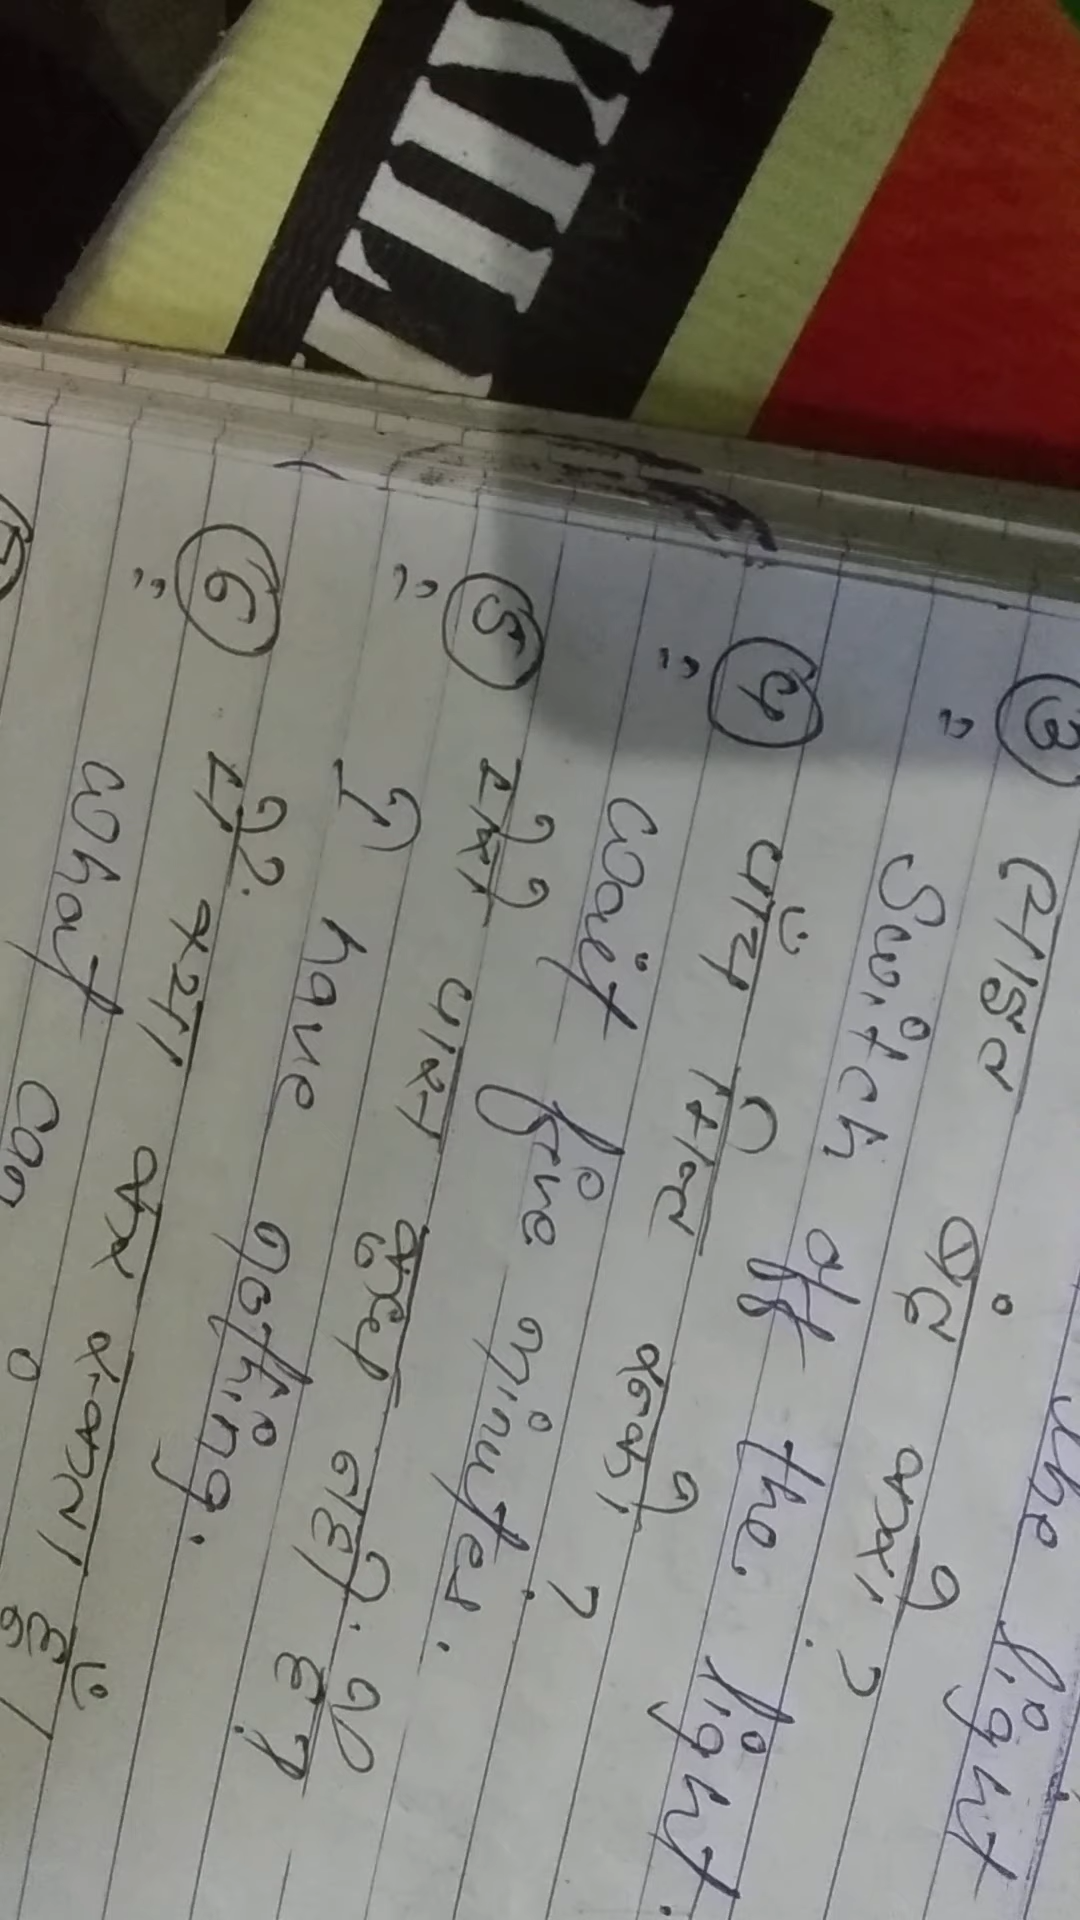 the light
③ लाइट बंद करो ?
" Switch off the light.
④ पाँच मिनट रुको ?
" Wait five minutes.
⑤ मेरे पास कुछ नहीं है ?
" I have nothing.
⑥ मैं क्या कर सकता हूँ
" What can